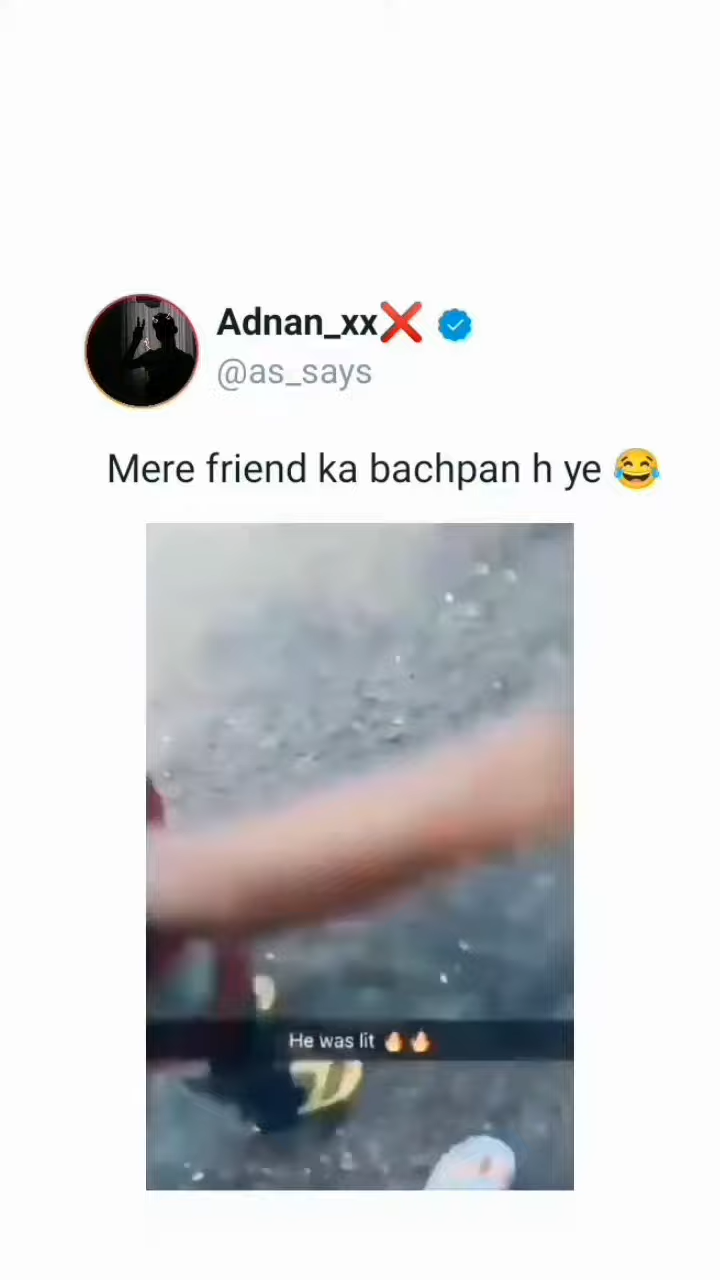 Adnan_xx❌
@as_says
Mere friend ka bachpan h ye 😂
He was lit 🔥🔥